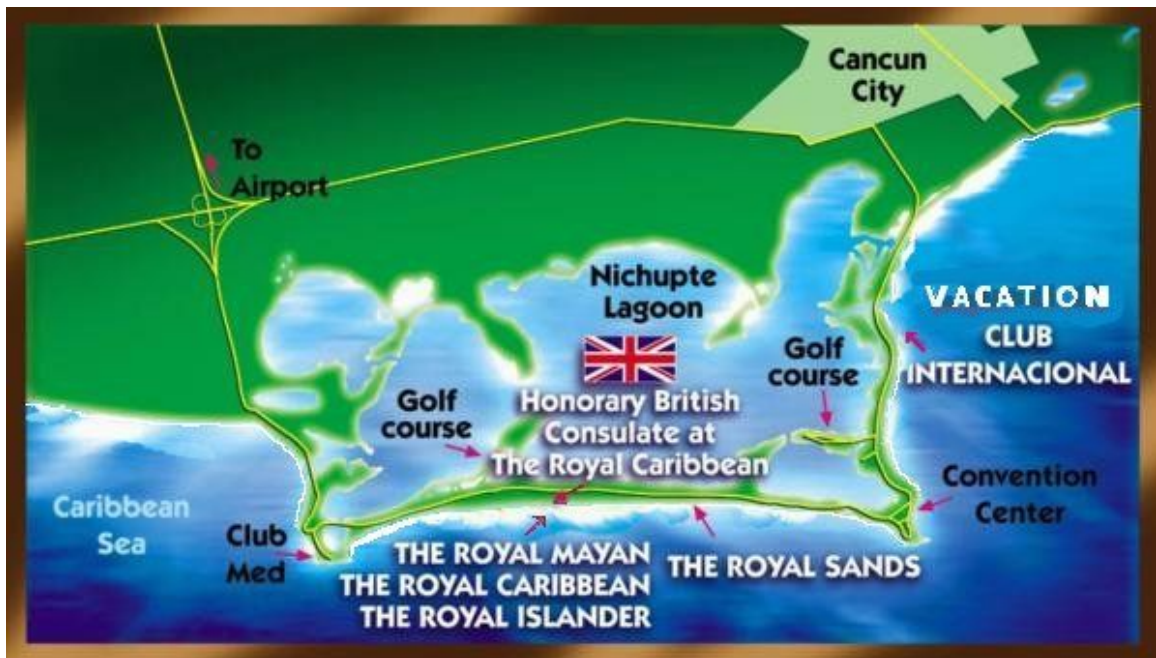 Cancun
City
To
Airport
Nichupte
Lagoon
VACATION
CLUB
INTERNACIONAL
Golf
course
Golf
course
Honorary British
Consulate at
The Royal Caribbean
Caribbean
Sea
Club
Med
Convention
Center
THE ROYAL MAYAN
THE ROYAL CARIBBEAN
THE ROYAL ISLANDER
THE ROYAL SANDS